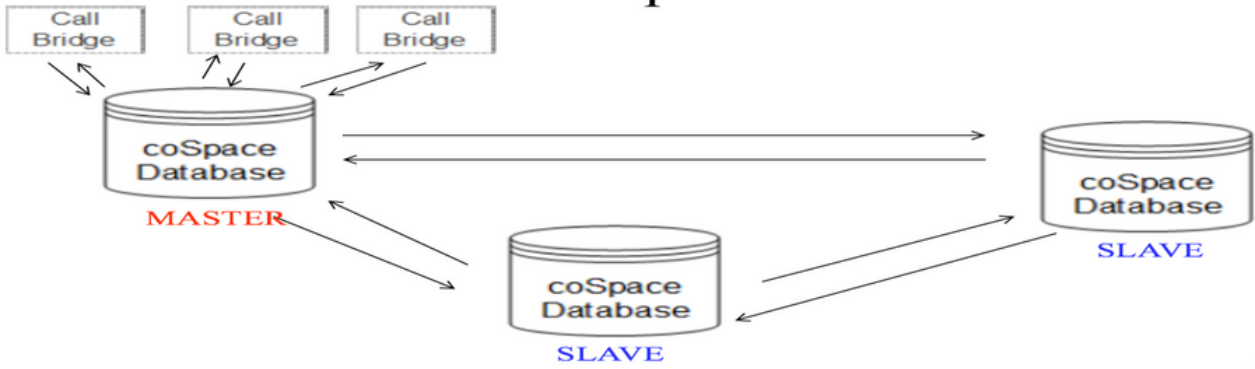 Call
Bridge
Call
Bridge
Call
Bridge
coSpace
Database
MASTER
coSpace
Database
SLAVE
coSpace
Database
SLAVE